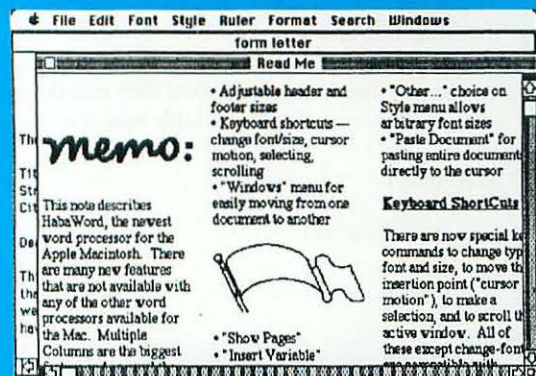 File Edit Font Style Ruler Format Search Windows
form letter
Read Me
memo:
This note describes
HabaWord, the newest
word processor for the
Apple Macintosh. There
are many new features
that are not available with
any of the other word
processors available for
the Mac. Multiple
Columns are the biggest
• Adjustable header and
footer sizes
• Keyboard shortcuts —
change font/size, cursor
motion, selecting,
scrolling
• "Windows" menu for
easily moving from one
document to another
• "Show Pages"
• "Insert Variable"
• "Other..." choice on
Style menu allows
arbitrary font sizes
• "Paste Document" for
pasting entire document
directly to the cursor
Keyboard ShortCuts
There are now special ke
commands to change typ
font and size, to move th
insertion point ("cursor
motion"), to make a
selection, and to scroll th
active window. All of
these except change-font